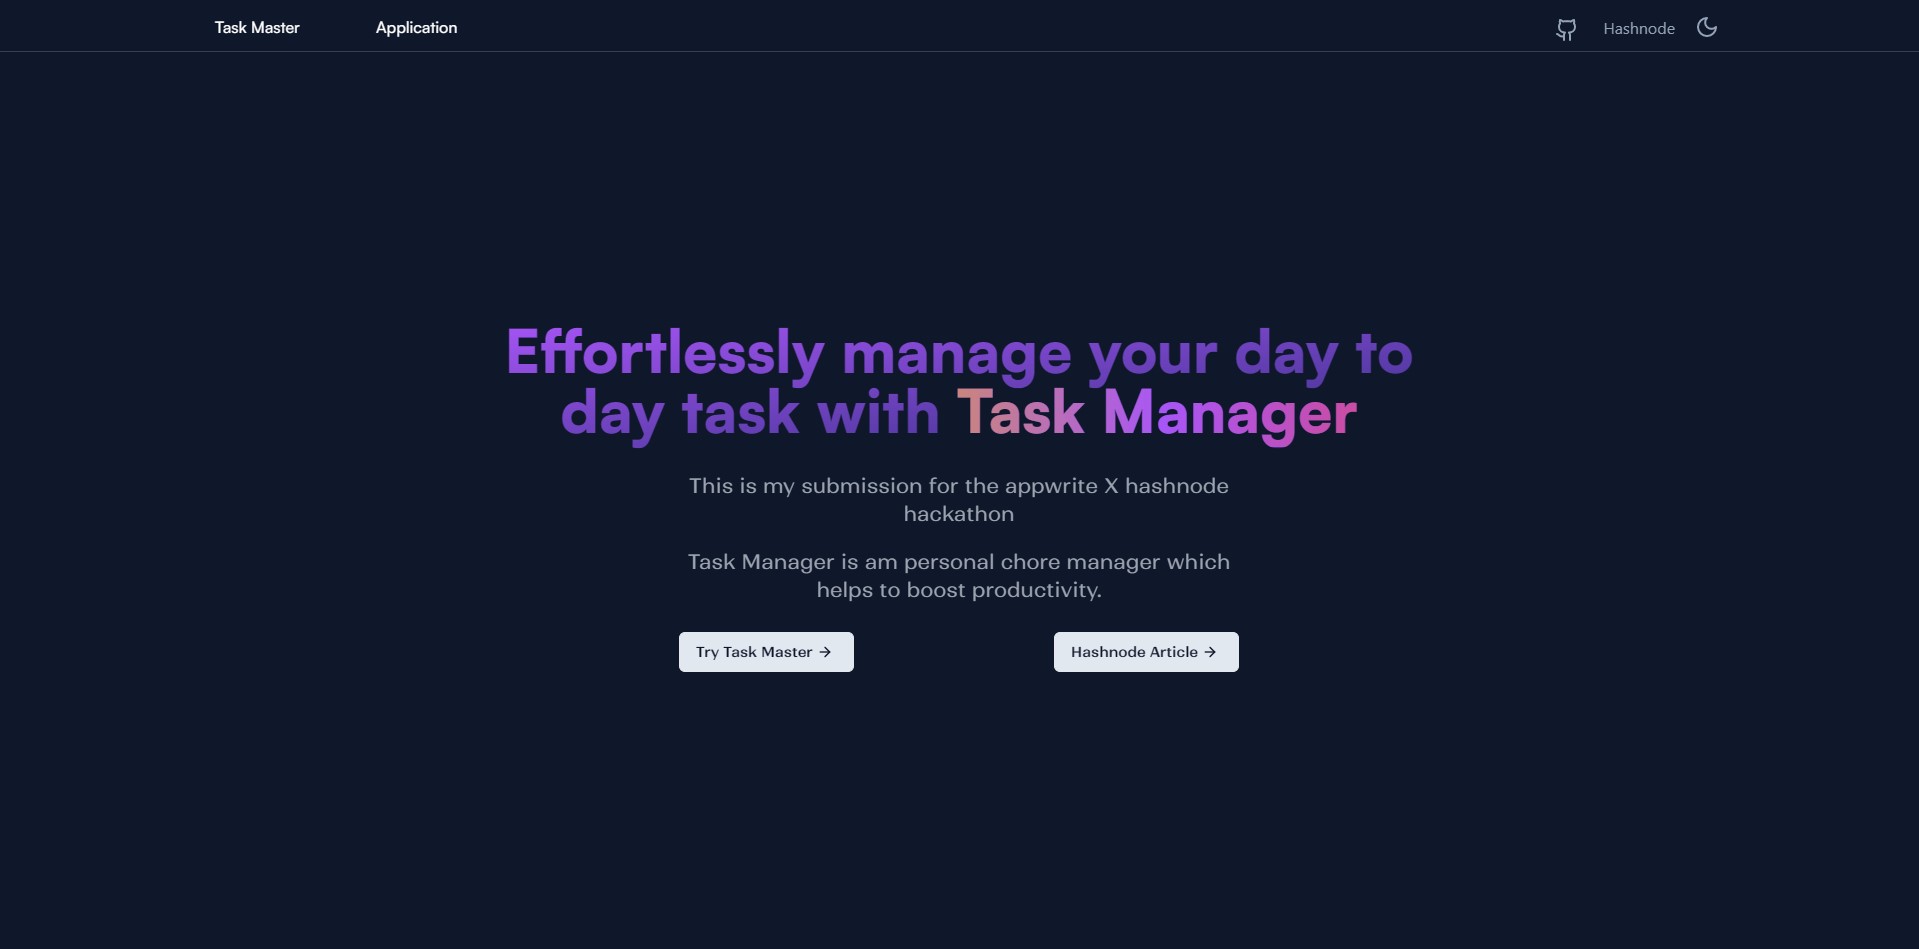 Task Master
Application
Hashnode
Effortlessly manage your day to
day task with Task Manager
This is my submission for the appwrite X hashnode
hackathon
Task Manager is am personal chore manager which
helps to boost productivity.
Try Task Master →
Hashnode Article →